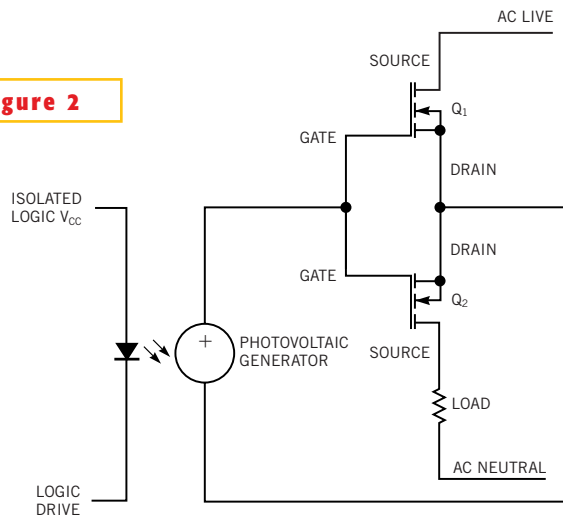 AC LIVE
SOURCE
gure 2
Q1
GATE
DRAIN
ISOLATED
LOGIC VCC
DRAIN
GATE
Q2
+
PHOTOVOLTAIC
GENERATOR
SOURCE
LOAD
AC NEUTRAL
LOGIC
DRIVE